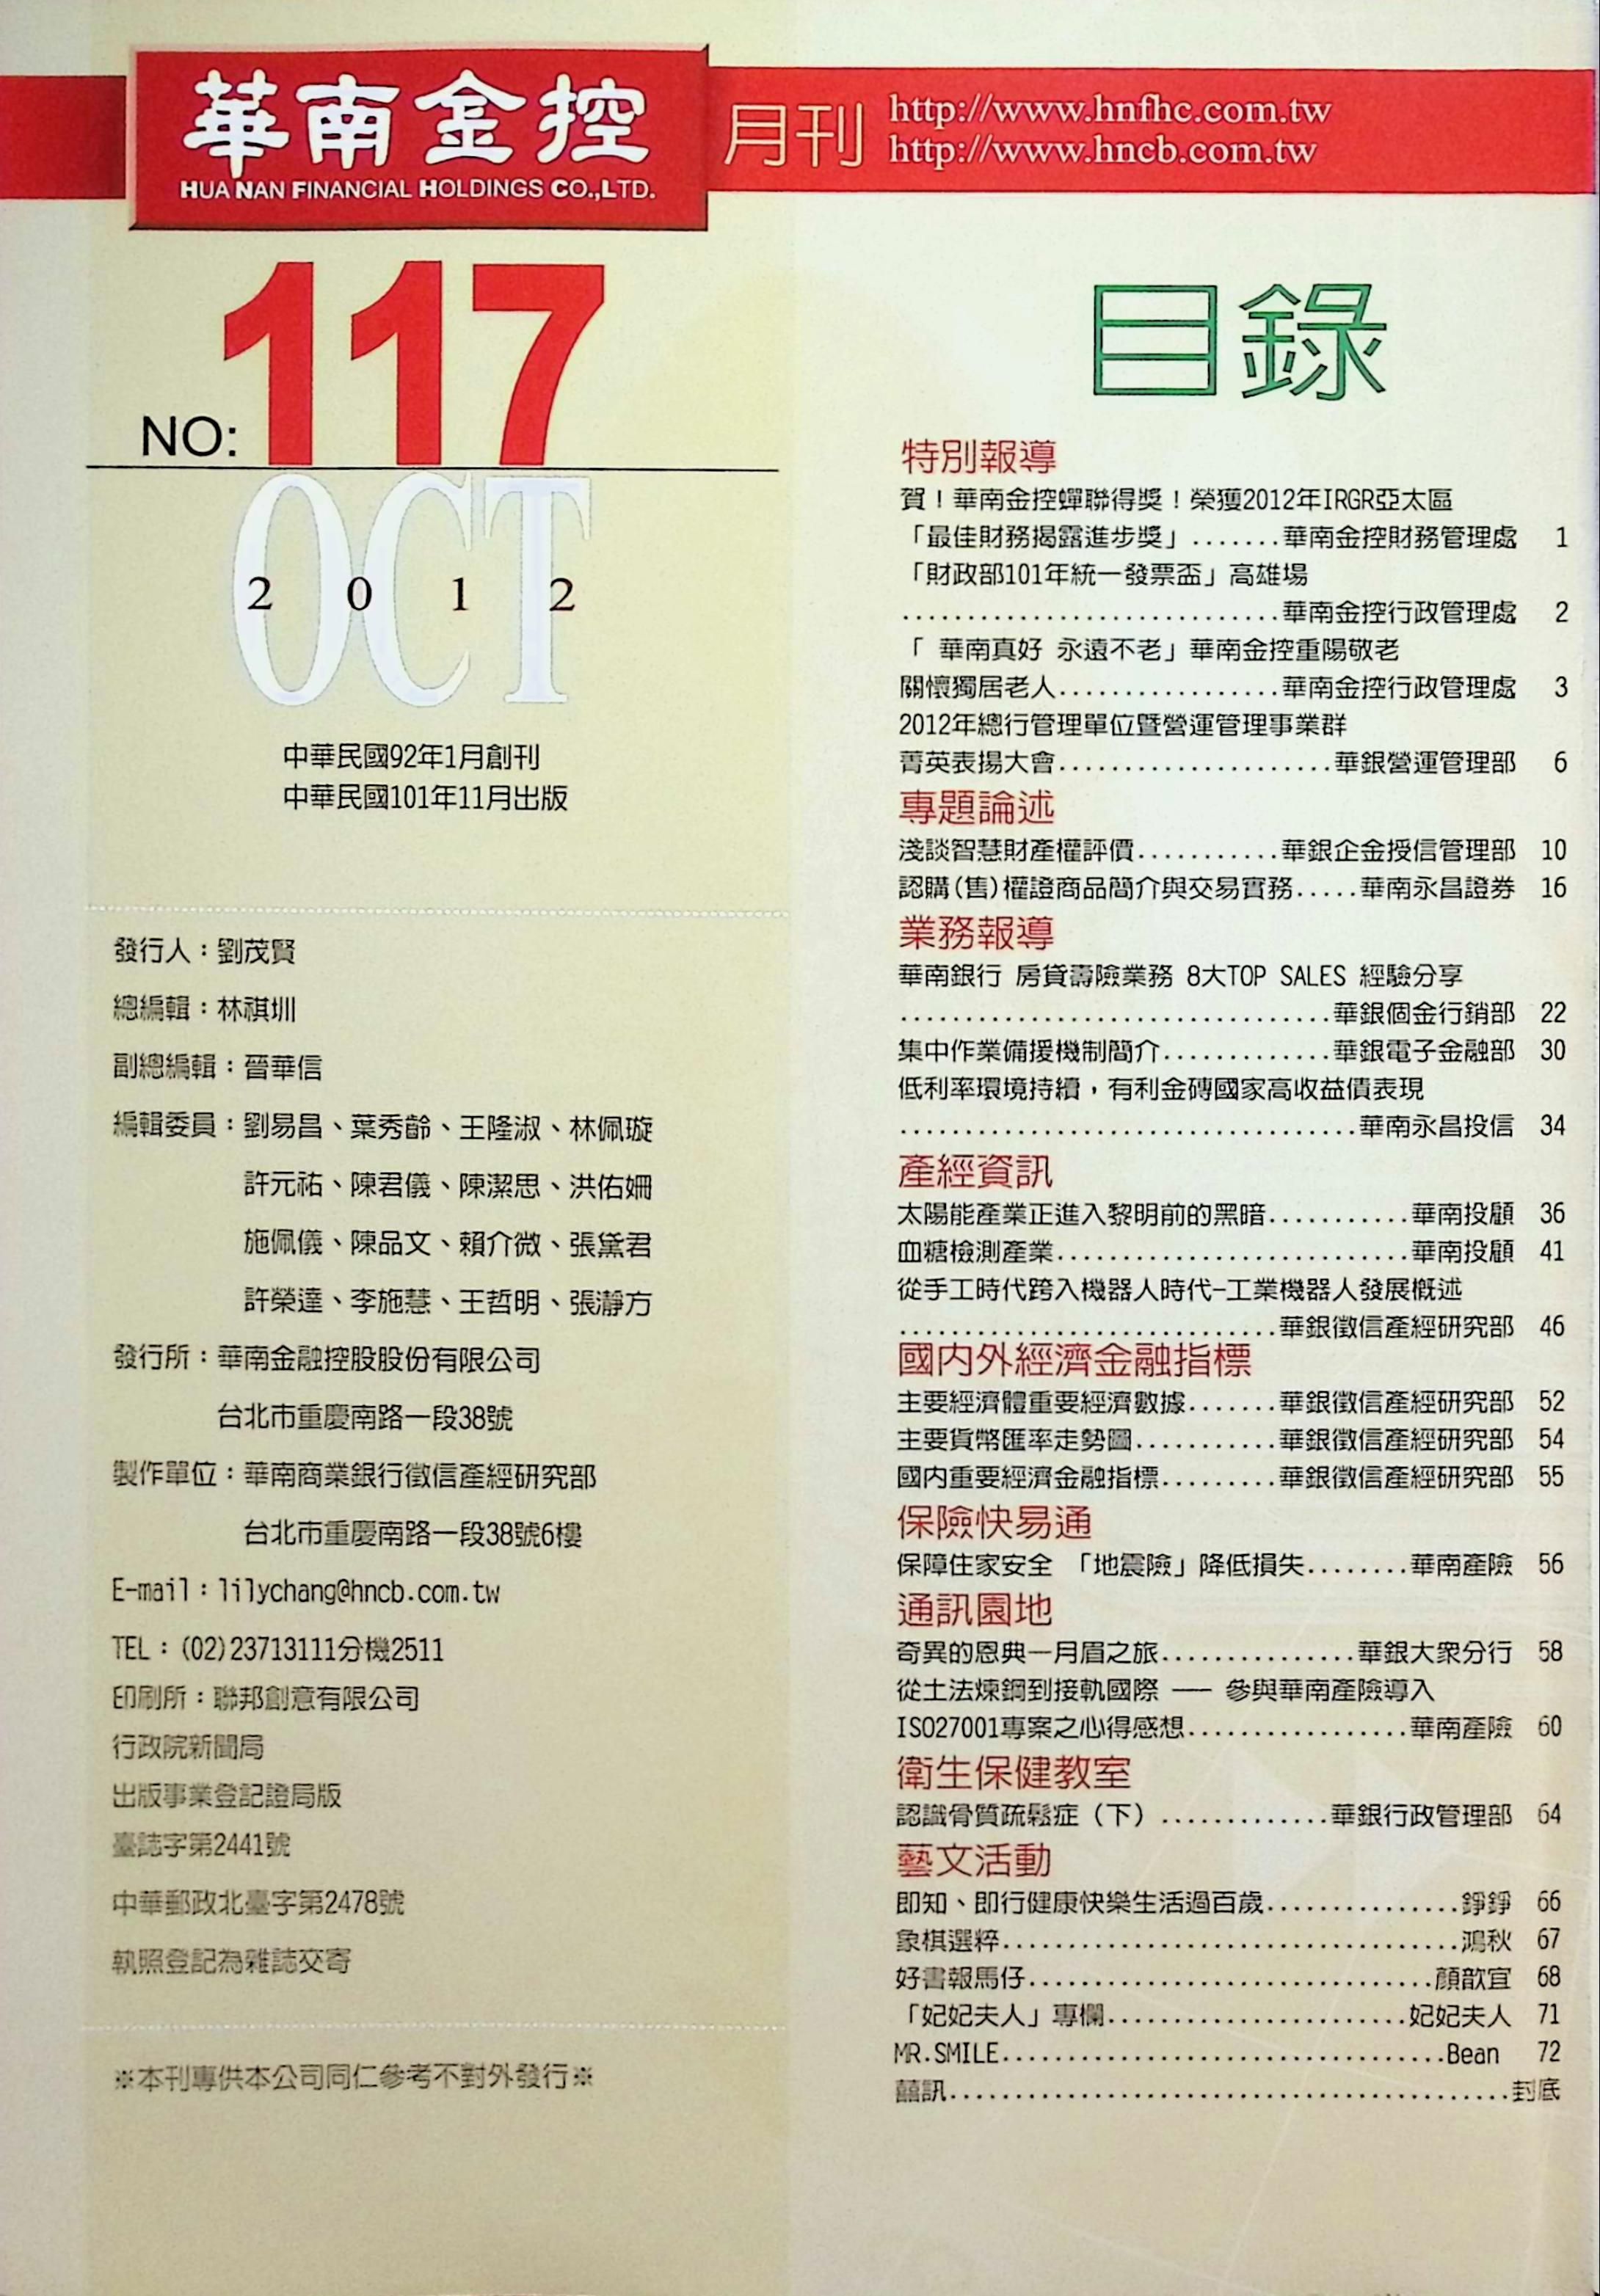 華南金控
HUA NAN FINANCIAL HOLDINGS CO.,LTD.
月刊
http://www.hnfhc.com.tw
http://www.hncb.com.tw
NO: 117
OCT
2 0 1 2
中華民國92年1月創刊
中華民國101年11月出版
發行人：劉茂賢
總編輯：林祺圳
副總編輯：晉華信
編輯委員：劉易昌、葉秀齡、王隆淑、林佩璇
許元祐、陳君儀、陳潔思、洪佑姍
施佩儀、陳品文、賴介微、張黛君
許榮達、李施慧、王哲明、張瀞方
發行所：華南金融控股股份有限公司
台北市重慶南路一段38號
製作單位：華南商業銀行徵信產經研究部
台北市重慶南路一段38號6樓
E-mail：lilychang@hncb.com.tw
TEL：(02)23713111分機2511
印刷所：聯邦創意有限公司
行政院新聞局
出版事業登記證局版
臺誌字第2441號
中華郵政北臺字第2478號
執照登記為雜誌交寄
※本刊專供本公司同仁參考不對外發行※
目錄
特別報導
賀！華南金控蟬聯得獎！榮獲2012年IRGR亞太區
「最佳財務揭露進步獎」.......華南金控財務管理處 1
「財政部101年統一發票盃」高雄場
.............................華南金控行政管理處 2
「 華南真好 永遠不老」華南金控重陽敬老
關懷獨居老人.................華南金控行政管理處 3
2012年總行管理單位暨營運管理事業群
菁英表揚大會.....................華銀營運管理部 6
專題論述
淺談智慧財產權評價...........華銀企金授信管理部 10
認購(售)權證商品簡介與交易實務.....華南永昌證券 16
業務報導
華南銀行 房貸壽險業務 8大TOP SALES 經驗分享
.................................華銀個金行銷部 22
集中作業備援機制簡介.............華銀電子金融部 30
低利率環境持續，有利金磚國家高收益債表現
...................................華南永昌投信 34
產經資訊
太陽能產業正進入黎明前的黑暗...........華南投顧 36
血糖檢測產業...........................華南投顧 41
從手工時代跨入機器人時代-工業機器人發展概述
.............................華銀徵信產經研究部 46
國內外經濟金融指標
主要經濟體重要經濟數據.......華銀徵信產經研究部 52
主要貨幣匯率走勢圖...........華銀徵信產經研究部 54
國內重要經濟金融指標.........華銀徵信產經研究部 55
保險快易通
保障住家安全 「地震險」降低損失........華南產險 56
通訊園地
奇異的恩典—月眉之旅...............華銀大眾分行 58
從土法煉鋼到接軌國際 —— 參與華南產險導入
ISO27001專案之心得感想.................華南產險 60
衛生保健教室
認識骨質疏鬆症（下）.............華銀行政管理部 64
藝文活動
即知、即行健康快樂生活過百歲...............錚錚 66
象棋選粹...................................鴻秋 67
好書報馬仔...............................顏歆宜 68
「妃妃夫人」專欄.......................妃妃夫人 71
MR.SMILE..................................Bean 72
囍訊...........................................封底